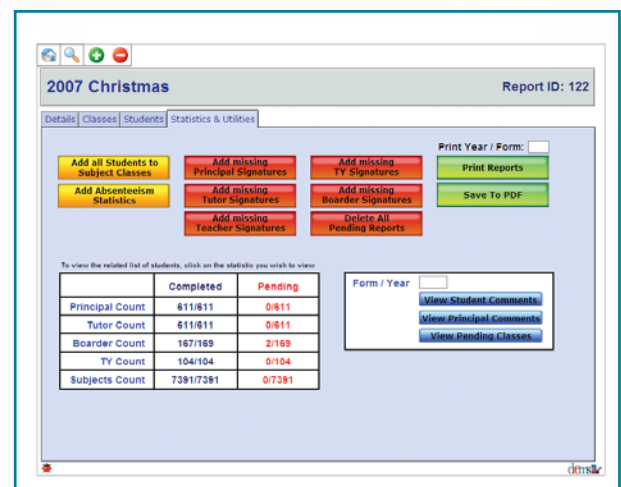 2007 Christmas Report ID: 122
Details Classes Students Statistics & Utilities
Print Year / Form:
Add all Students to Subject Classes
Add missing Principal Signatures
Add missing TY Signatures
Print Reports
Add Absenteeism Statistics
Add missing Tutor Signatures
Add missing Boarder Signatures
Save To PDF
Add missing Teacher Signatures
Delete All Pending Reports
To view the related list of students, click on the statistic you wish to view
Completed Pending
Principal Count 611/611 0/611
Tutor Count 611/611 0/611
Boarder Count 167/169 2/169
TY Count 104/104 0/104
Subjects Count 7391/7391 0/7391
Form / Year
View Student Comments
View Principal Comments
View Pending Classes